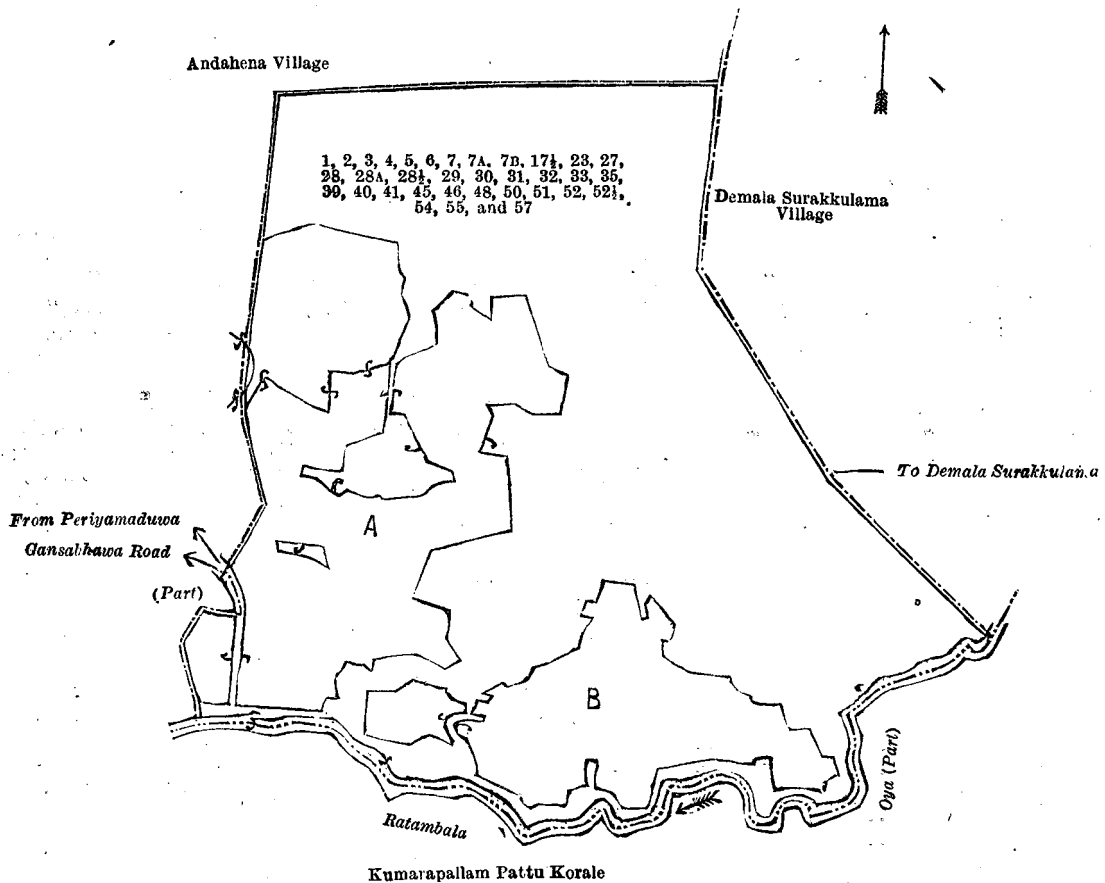 Andahena Village
1, 2, 3, 4, 5, 6, 7, 7A, 7B, 17½, 23, 27,
28, 28A, 28½, 29, 30, 31, 32, 33, 35,
39, 40, 41, 45, 46, 48, 50, 51, 52, 52½,
54, 55, and 57
Demala Surakkulama
Village
To Demala Surakkulama
From Periyamaduwa
Gansabhawa Road
(Part)
A
B
Oya (Part)
Ratambala
Kumarapallam Pattu Korale